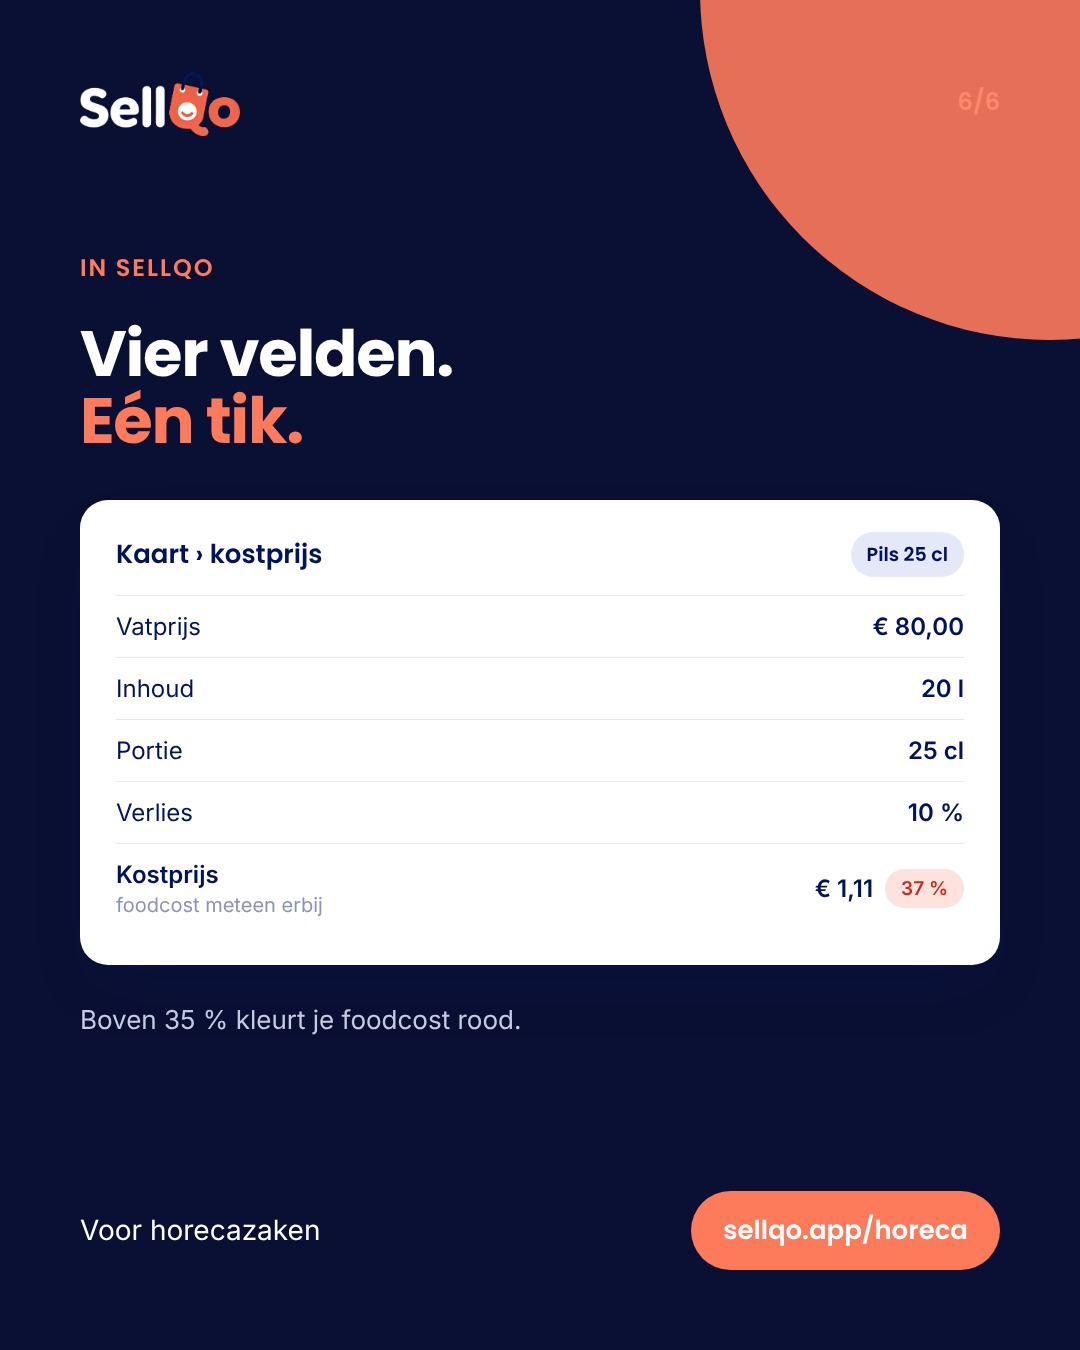 SellQo
6/6
IN SELLQO
Vier velden.
Eén tik.
Kaart › kostprijs
Pils 25 cl
Vatprijs
€ 80,00
Inhoud
20 l
Portie
25 cl
Verlies
10 %
Kostprijs
foodcost meteen erbij
€ 1,11
37 %
Boven 35 % kleurt je foodcost rood.
Voor horecazaken
sellqo.app/horeca